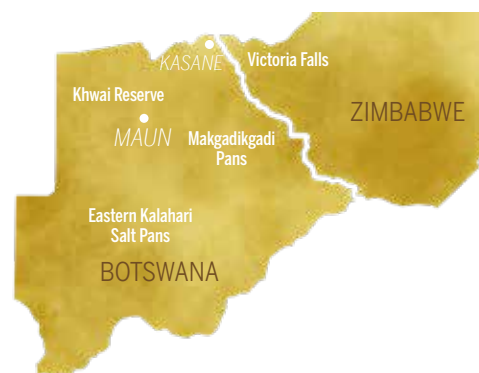 KASANE
Victoria Falls
Khwai Reserve
ZIMBABWE
MAUN
Makgadikgadi
Pans
Eastern Kalahari
Salt Pans
BOTSWANA